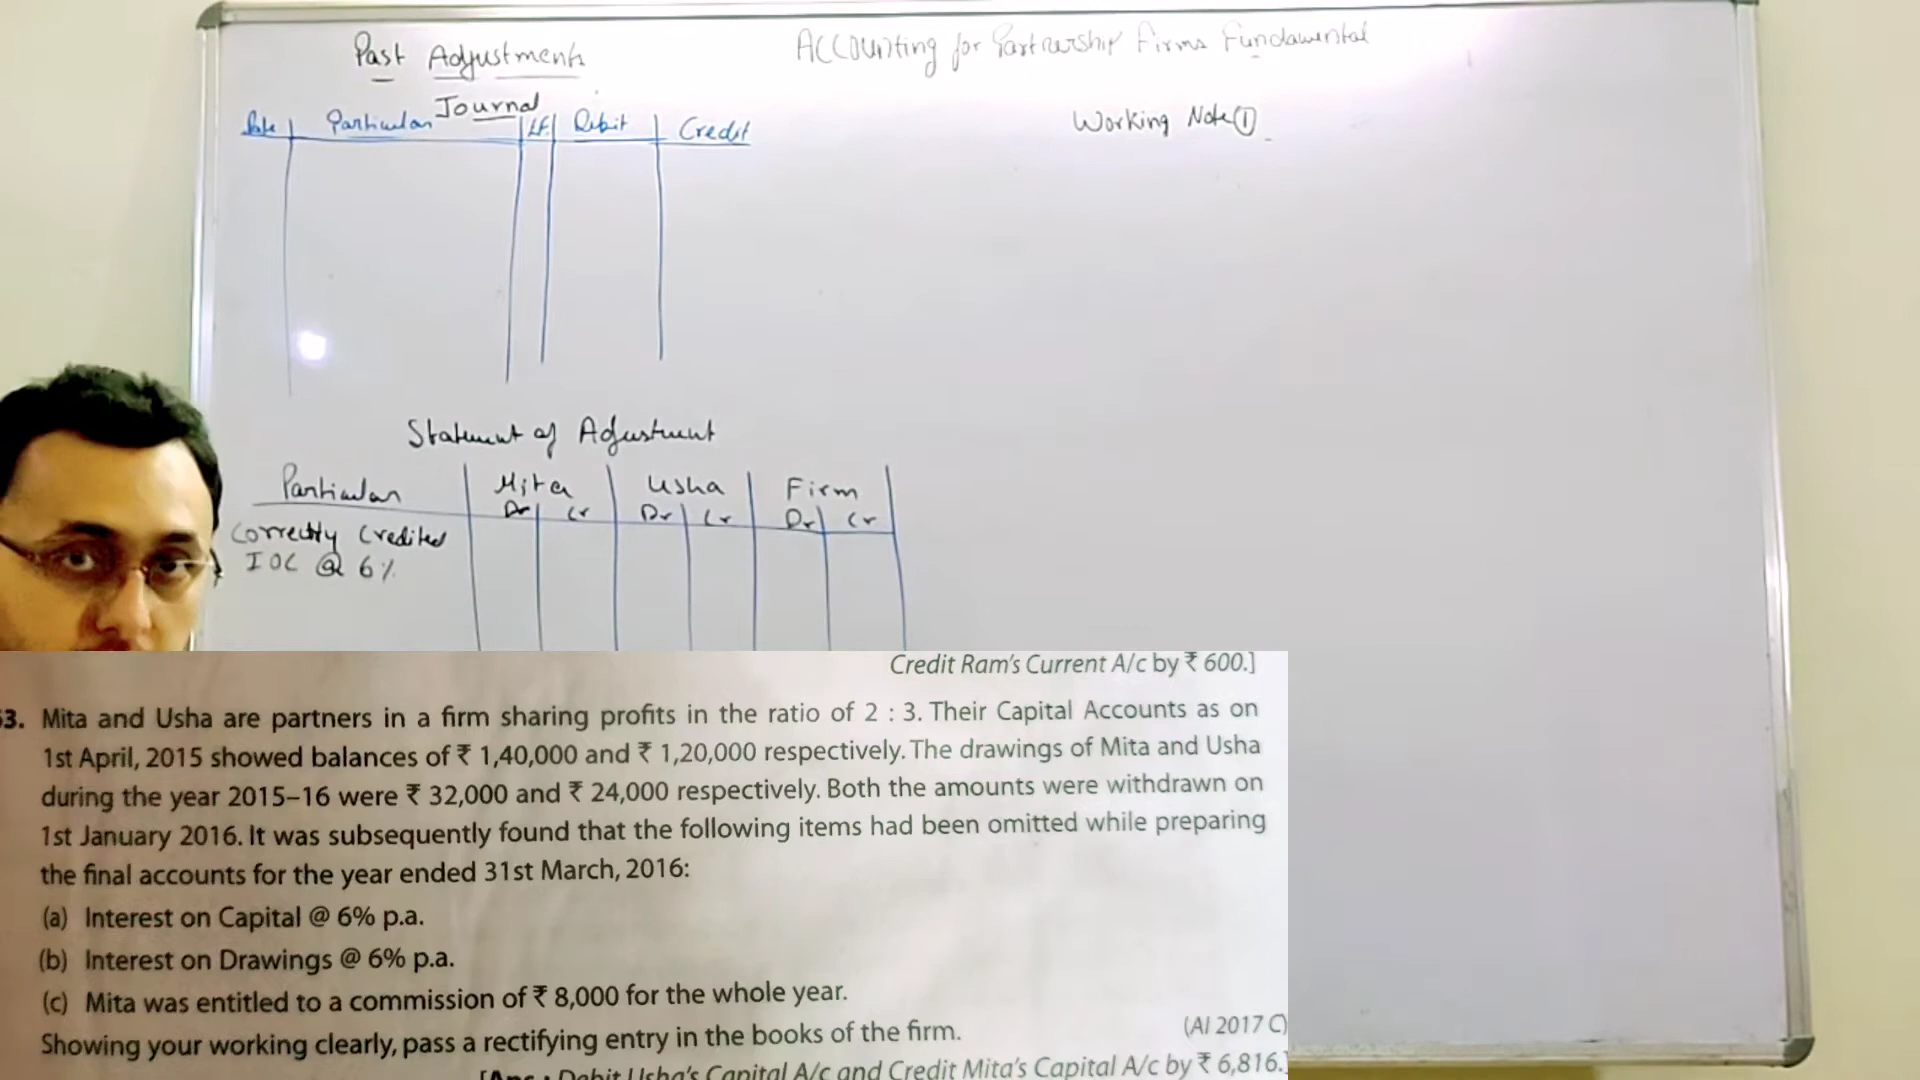 Past Adjustments
Accounting for Partnership Firms Fundamental
Journal
Date Particular L.F. Debit Credit
Working Note ①
Statement of Adjustment
Particular Mita Usha Firm
Dr Cr Dr Cr Dr Cr
Correctly Credited
IOC @ 6%
Credit Ram's Current A/c by ₹ 600.]
3. Mita and Usha are partners in a firm sharing profits in the ratio of 2 : 3. Their Capital Accounts as on
1st April, 2015 showed balances of ₹ 1,40,000 and ₹ 1,20,000 respectively. The drawings of Mita and Usha
during the year 2015–16 were ₹ 32,000 and ₹ 24,000 respectively. Both the amounts were withdrawn on
1st January 2016. It was subsequently found that the following items had been omitted while preparing
the final accounts for the year ended 31st March, 2016:
(a) Interest on Capital @ 6% p.a.
(b) Interest on Drawings @ 6% p.a.
(c) Mita was entitled to a commission of ₹ 8,000 for the whole year.
Showing your working clearly, pass a rectifying entry in the books of the firm.
(AI 2017 C)
[Ans.: Debit Usha's Capital A/c and Credit Mita's Capital A/c by ₹ 6,816.]